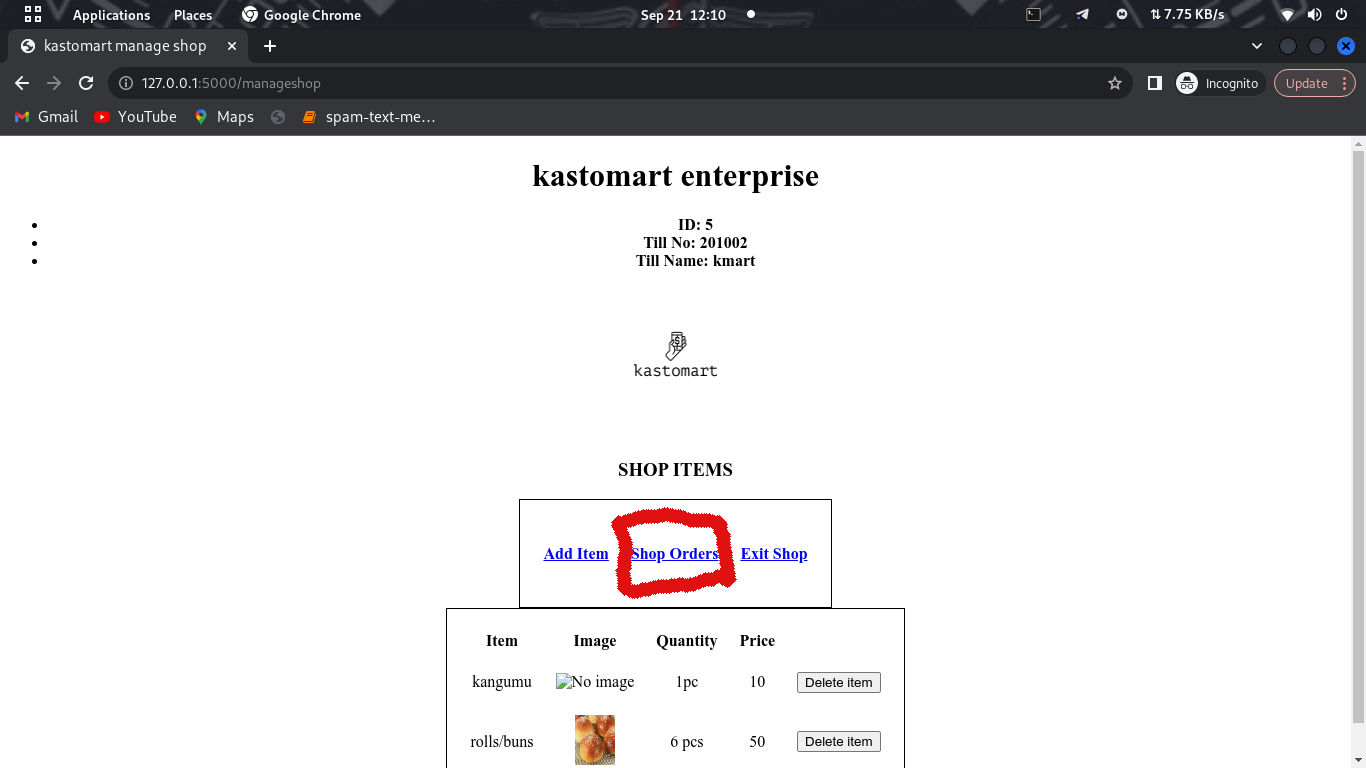 Applications Places Google Chrome Sep 21 12:10 7.75 KB/s
kastomart manage shop
127.0.0.1:5000/manageshop Incognito Update
Gmail YouTube Maps spam-text-me...
kastomart enterprise
ID: 5
Till No: 201002
Till Name: kmart
kastomart
SHOP ITEMS
Add Item Shop Orders Exit Shop
Item Image Quantity Price
kangumu No image 1pc 10 Delete item
rolls/buns 6 pcs 50 Delete item